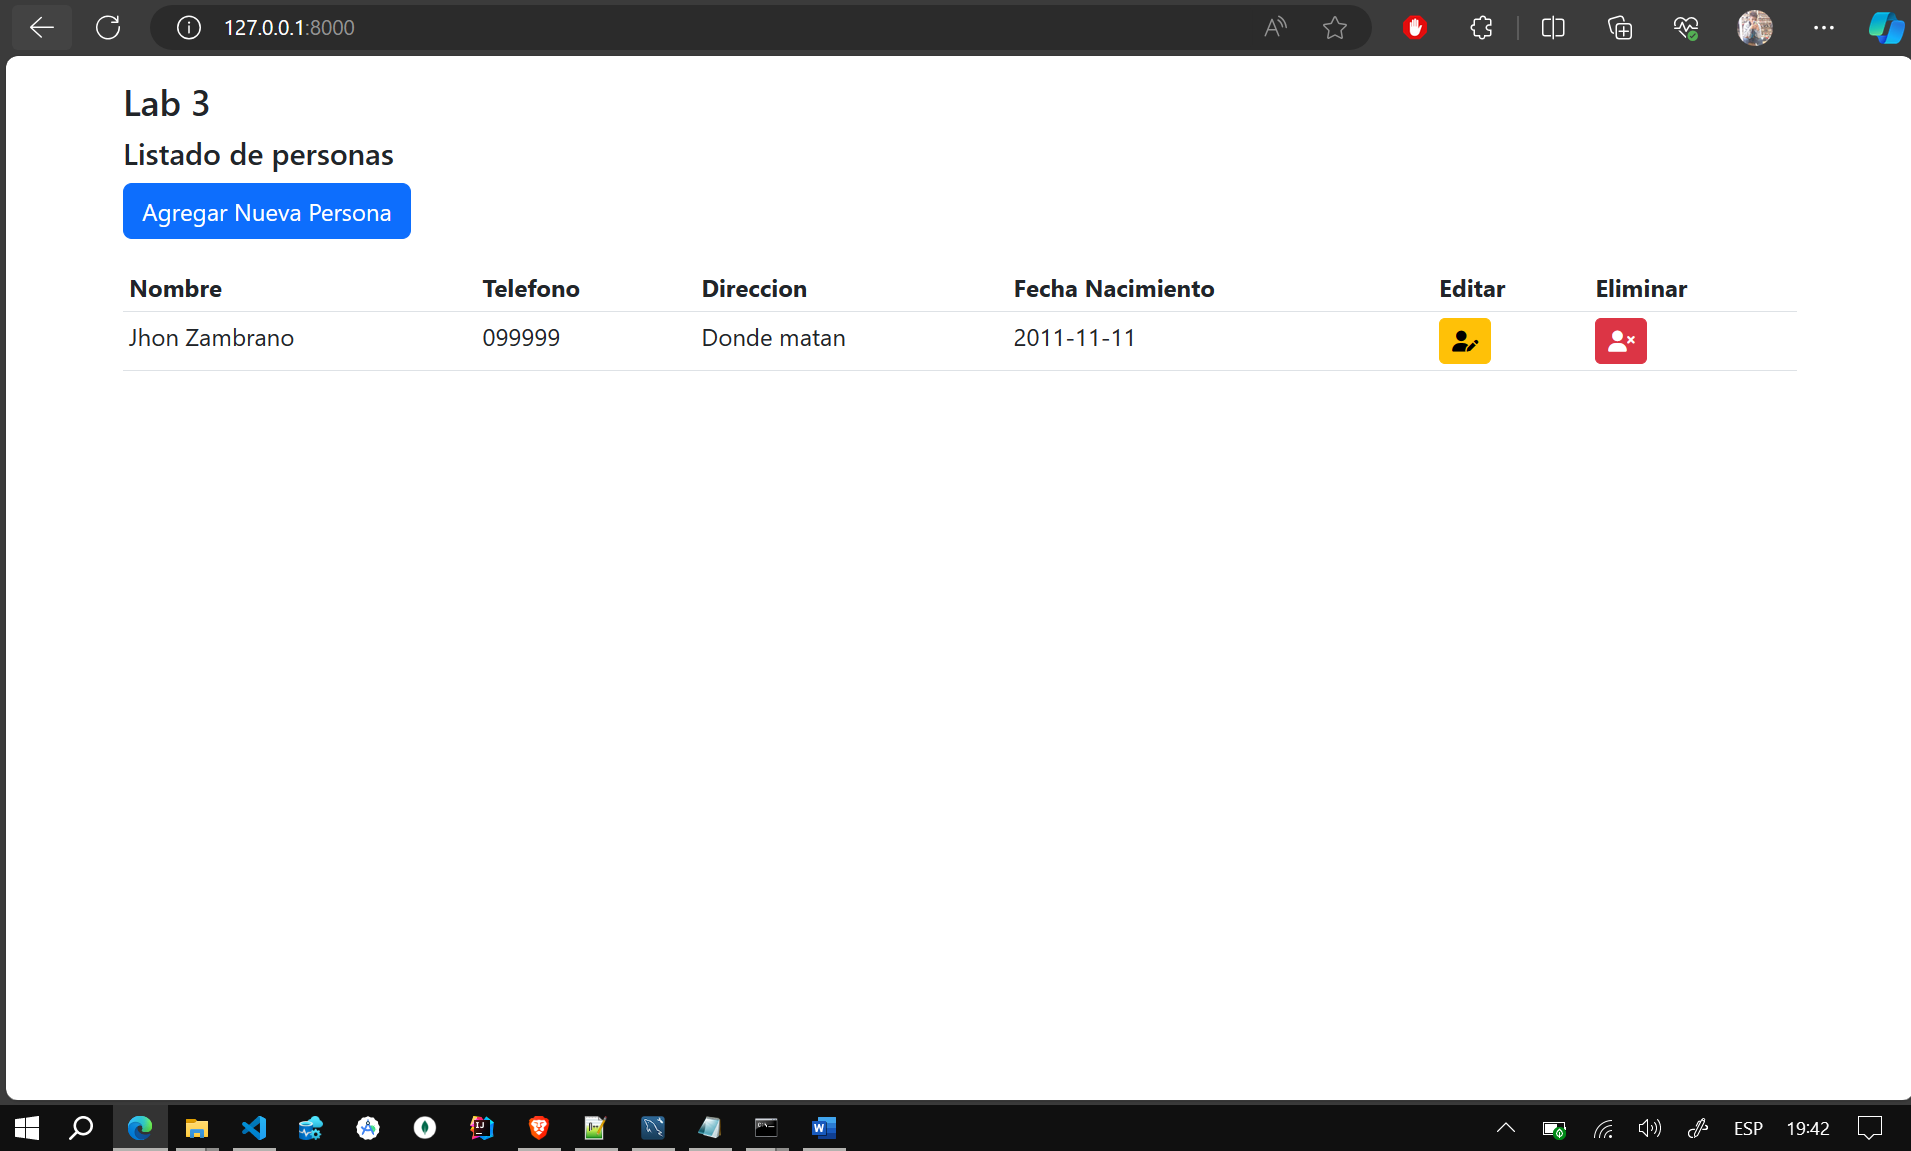 127.0.0.1:8000
Lab 3
Listado de personas
Agregar Nueva Persona
Nombre Telefono Direccion Fecha Nacimiento Editar Eliminar
Jhon Zambrano 099999 Donde matan 2011-11-11
ESP 19:42